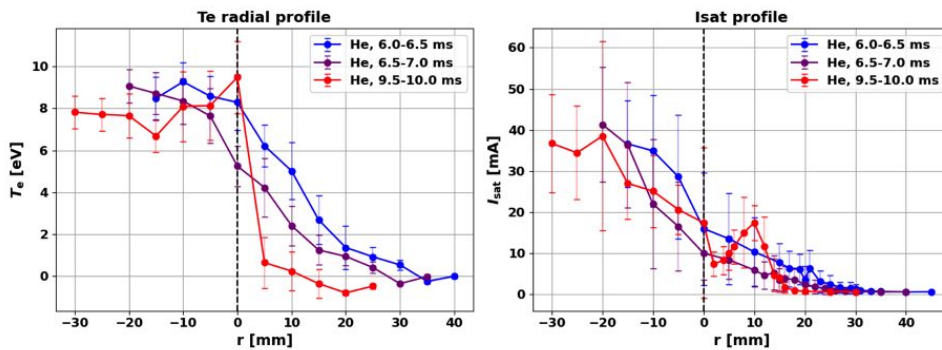 Te radial profile
He, 6.0-6.5 ms
He, 6.5-7.0 ms
He, 9.5-10.0 ms
10
8
6
4
2
0
Te [eV]
−30 −20 −10 0 10 20 30 40
r [mm]
Isat profile
He, 6.0-6.5 ms
He, 6.5-7.0 ms
He, 9.5-10.0 ms
60
50
40
30
20
10
0
Isat [mA]
−30 −20 −10 0 10 20 30 40
r [mm]